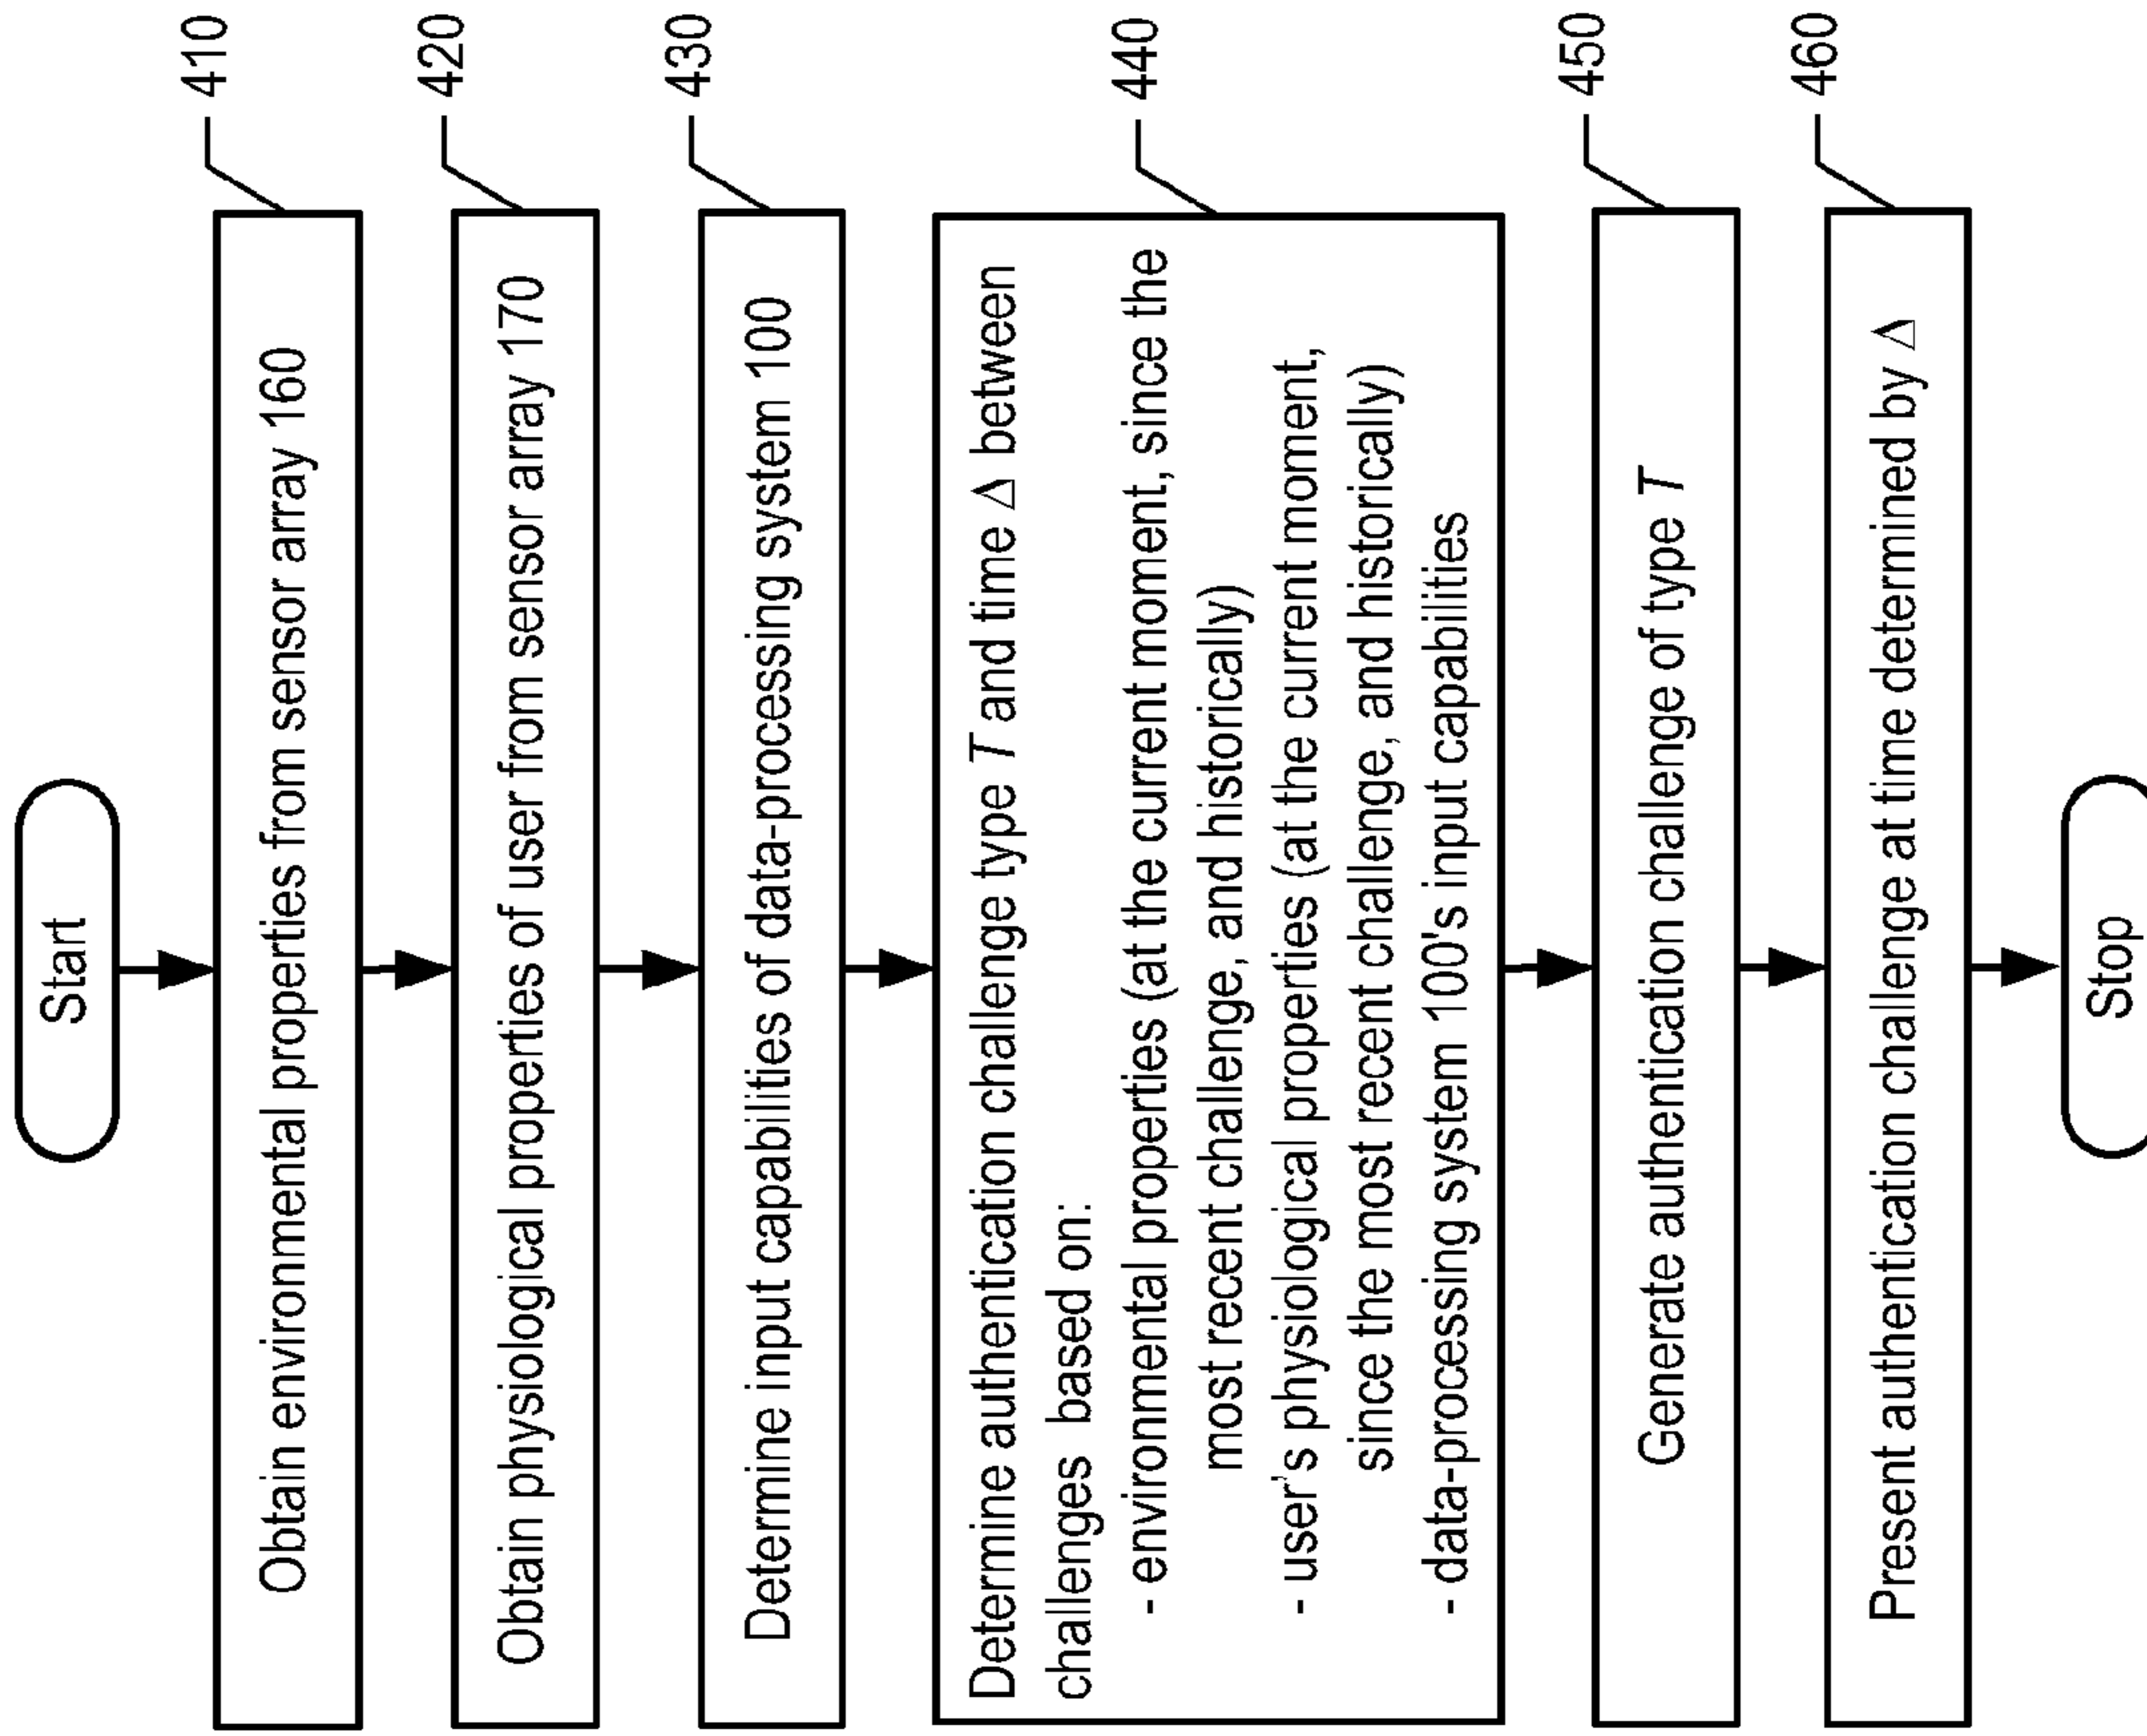 Start
Obtain environmental properties from sensor array 160
410
Obtain physiological properties of user from sensor array 170
420
Determine input capabilities of data-processing system 100
430
Determine authentication challenge type T and time Δ between
challenges based on:
- environmental properties (at the current moment, since the
most recent challenge, and historically)
- user's physiological properties (at the current moment,
since the most recent challenge, and historically)
- data-processing system 100's input capabilities
440
Generate authentication challenge of type T
450
Present authentication challenge at time determined by Δ
460
Stop